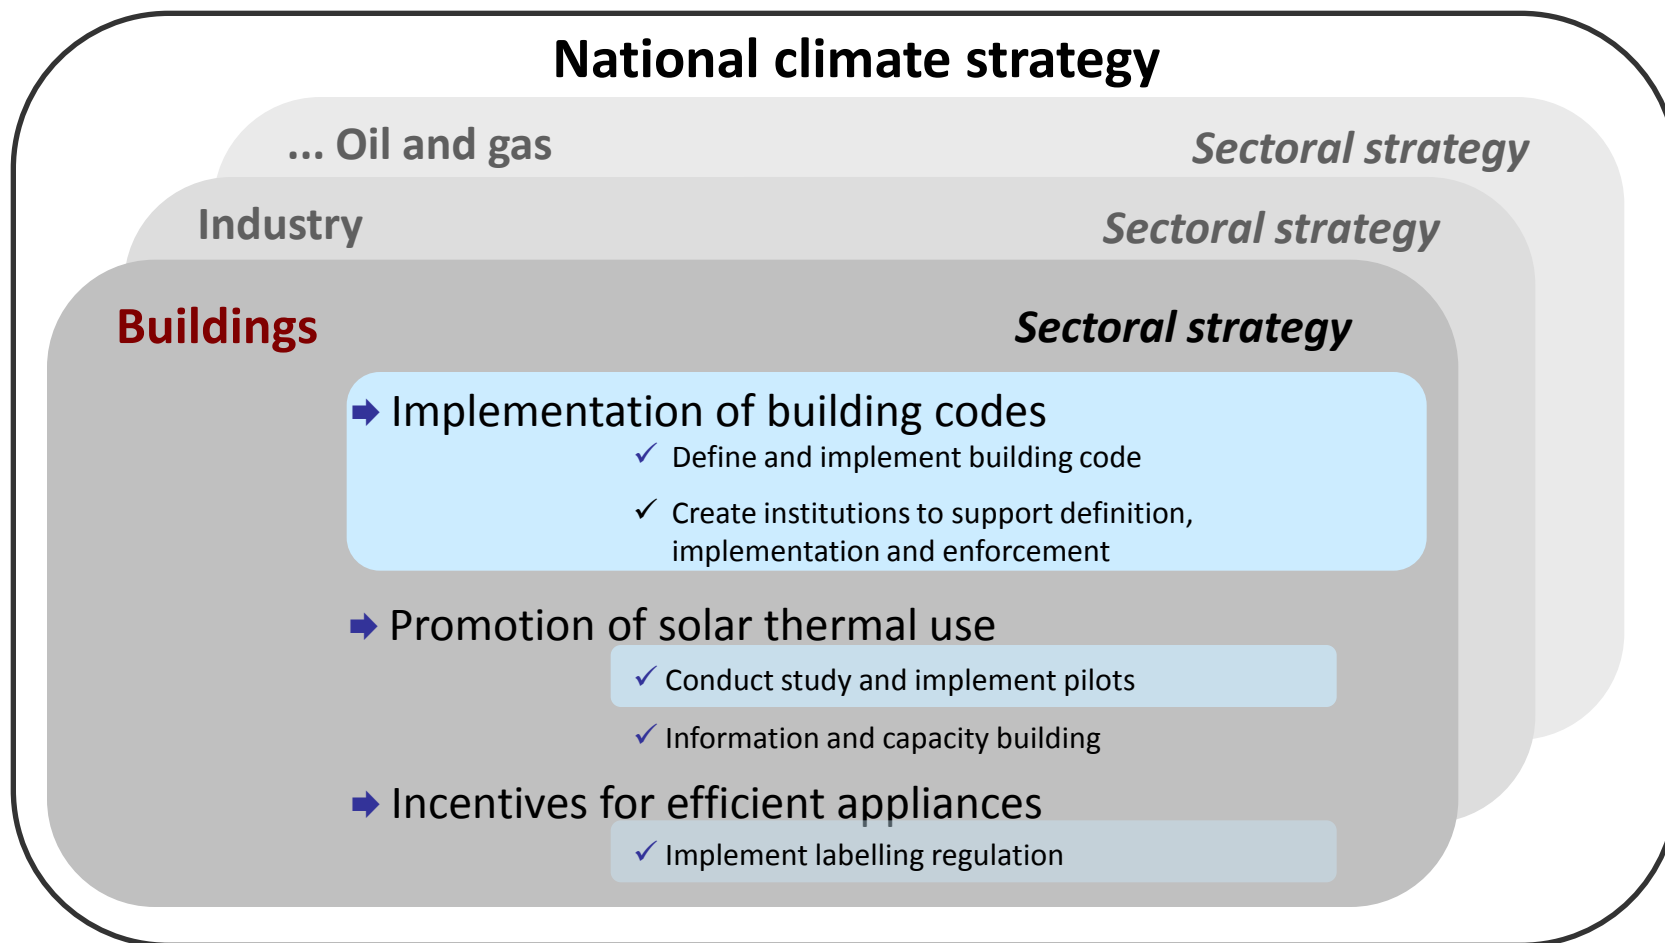 National climate strategy
... Oil and gas
Sectoral strategy
Industry
Sectoral strategy
Buildings
Sectoral strategy
Implementation of building codes
Define and implement building code
Create institutions to support definition,
implementation and enforcement
Promotion of solar thermal use
Conduct study and implement pilots
Information and capacity building
Incentives for efficient appliances
Implement labelling regulation